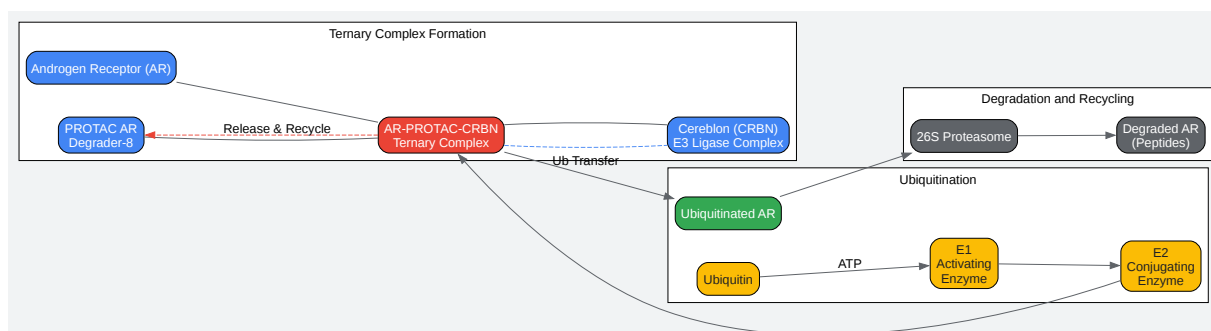 Ternary Complex Formation
Androgen Receptor (AR)
PROTAC AR
Degrader-8
Release & Recycle
AR-PROTAC-CRBN
Ternary Complex
Cereblon (CRBN)
E3 Ligase Complex
Ub Transfer
Degradation and Recycling
26S Proteasome
Degraded AR
(Peptides)
Ubiquitination
Ubiquitinated AR
Ubiquitin
ATP
E1
Activating
Enzyme
E2
Conjugating
Enzyme